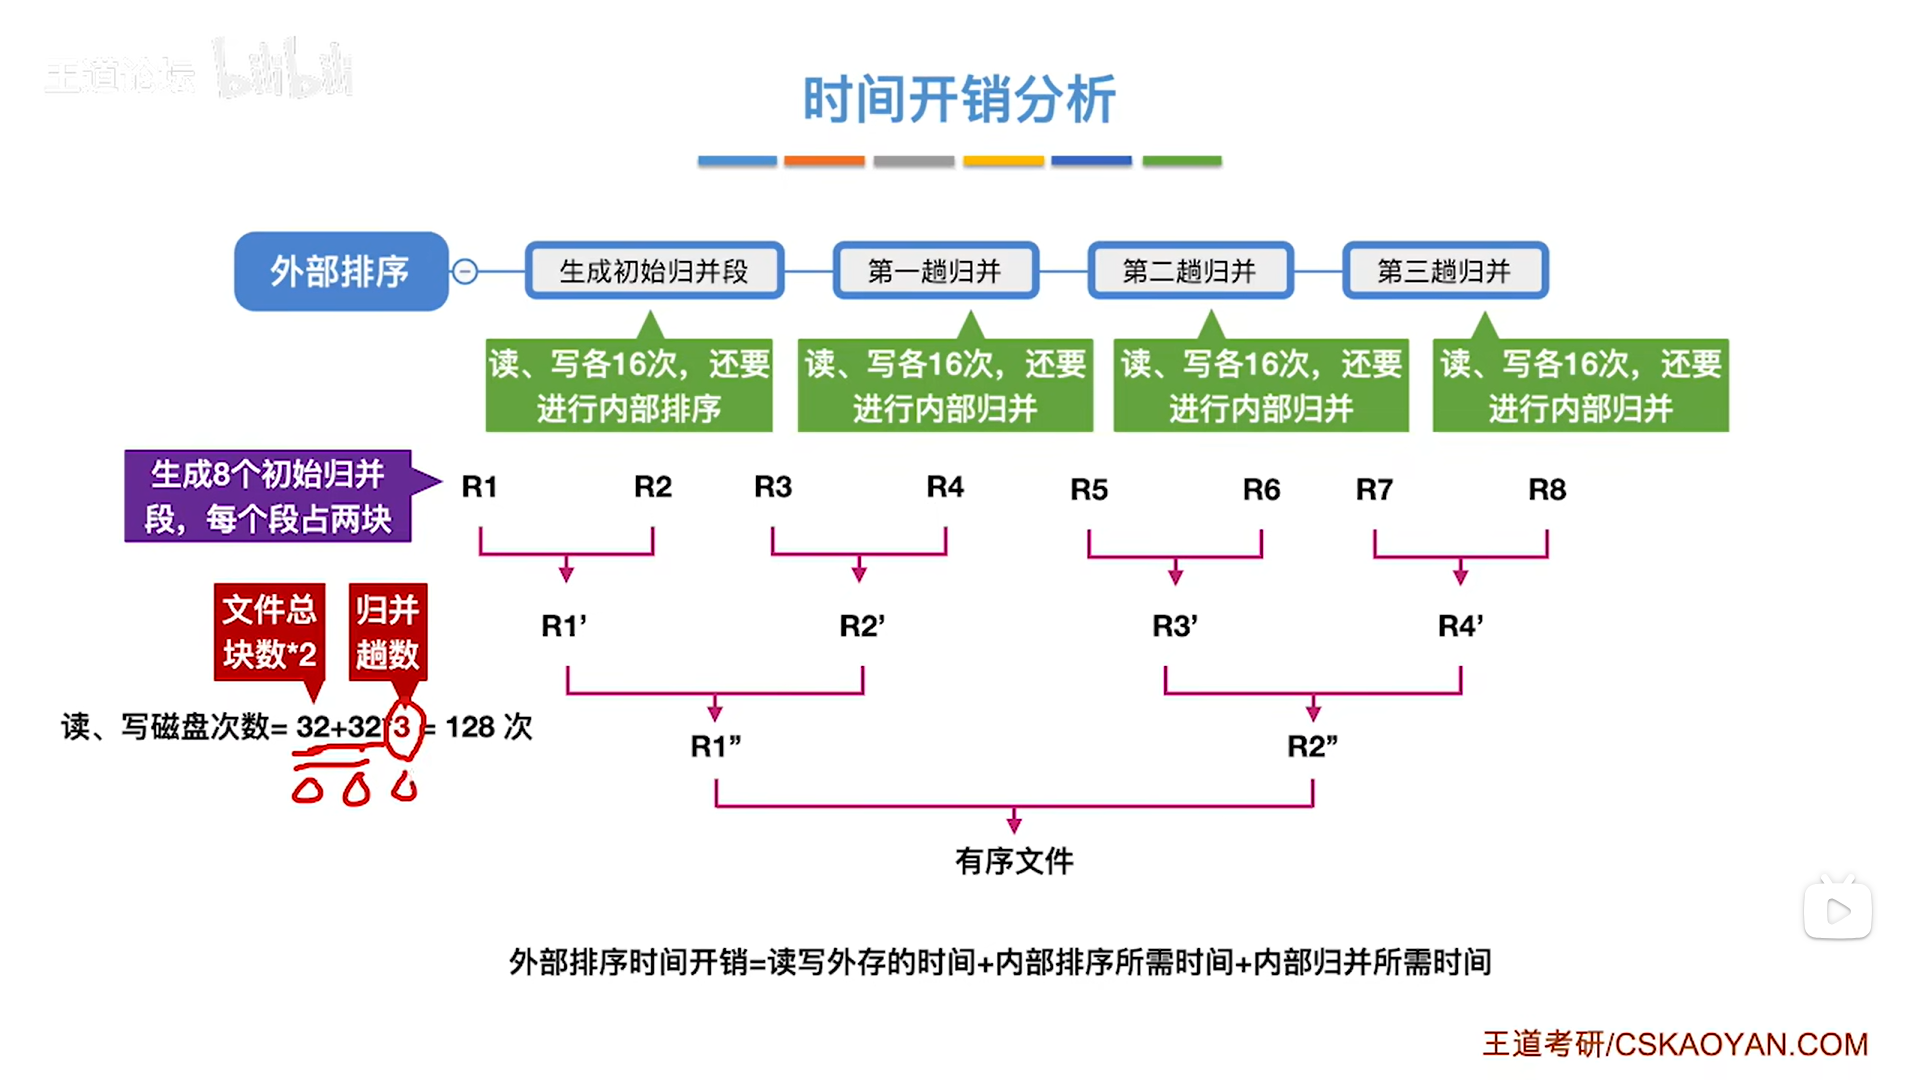 王道论坛 bilibili
时间开销分析
外部排序
生成初始归并段
第一趟归并
第二趟归并
第三趟归并
读、写各16次，还要
进行内部排序
读、写各16次，还要
进行内部归并
读、写各16次，还要
进行内部归并
读、写各16次，还要
进行内部归并
生成8个初始归并
段，每个段占两块
R1 R2 R3 R4 R5 R6 R7 R8
文件总
块数*2
归并
趟数
R1’ R2’ R3’ R4’
读、写磁盘次数= 32+32*3 = 128 次
R1” R2”
有序文件
外部排序时间开销=读写外存的时间+内部排序所需时间+内部归并所需时间
王道考研/CSKAOYAN.COM